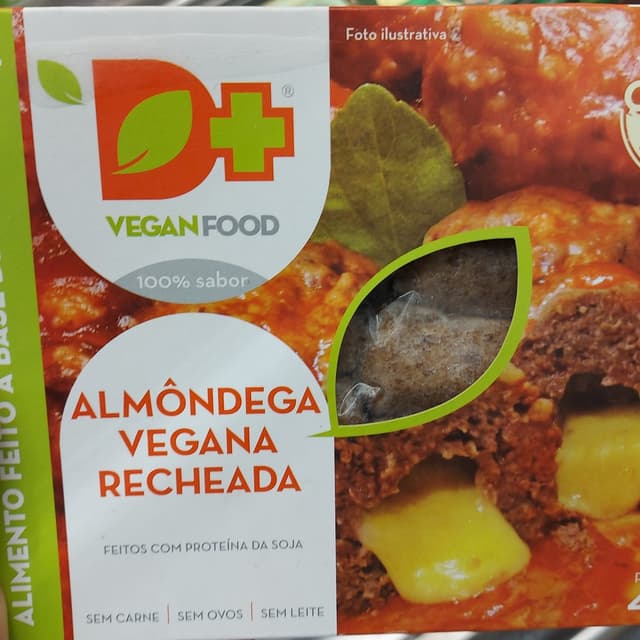 Foto ilustrativa
D+®
VEGANFOOD
100% sabor
ALMÔNDEGA
VEGANA
RECHEADA
FEITOS COM PROTEÍNA DA SOJA
SEM CARNE | SEM OVOS | SEM LEITE
ALIMENTO FEITO A BASE